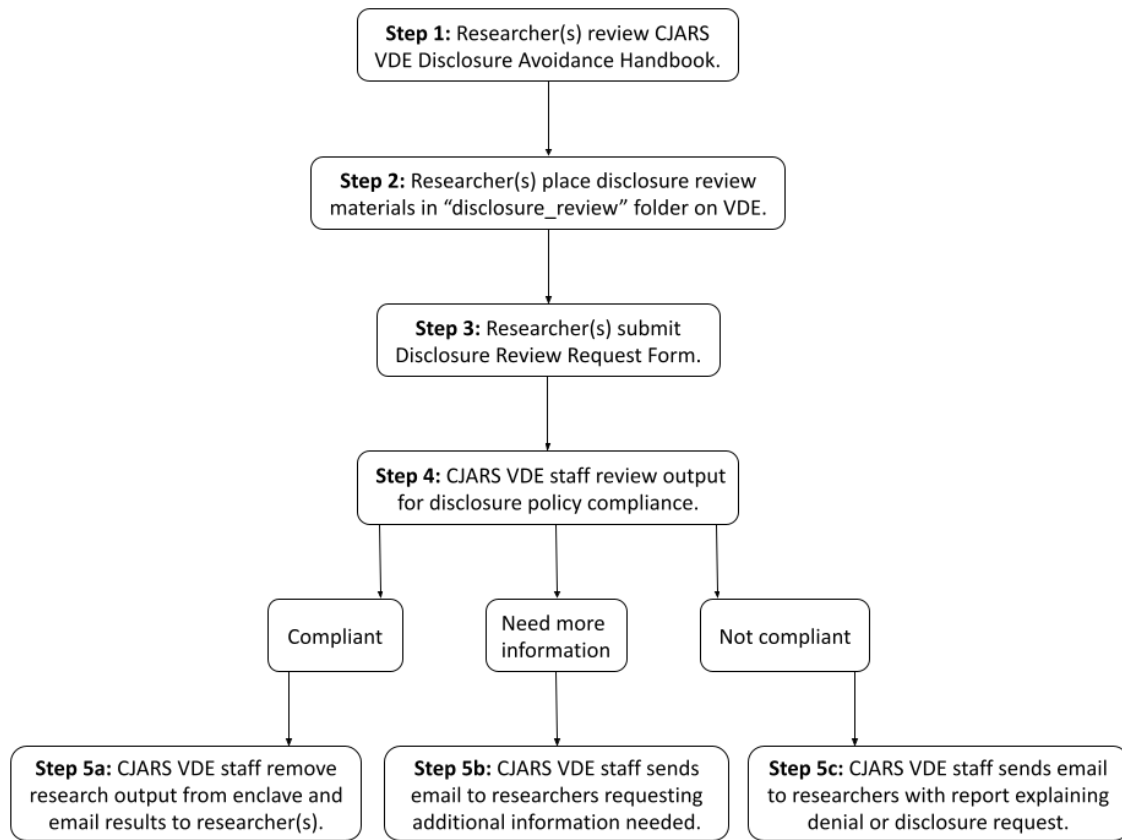 Step 1: Researcher(s) review CJARS
VDE Disclosure Avoidance Handbook.
Step 2: Researcher(s) place disclosure review
materials in “disclosure_review” folder on VDE.
Step 3: Researcher(s) submit
Disclosure Review Request Form.
Step 4: CJARS VDE staff review output
for disclosure policy compliance.
Compliant
Need more
information
Not compliant
Step 5a: CJARS VDE staff remove
research output from enclave and
email results to researcher(s).
Step 5b: CJARS VDE staff sends
email to researchers requesting
additional information needed.
Step 5c: CJARS VDE staff sends email
to researchers with report explaining
denial or disclosure request.